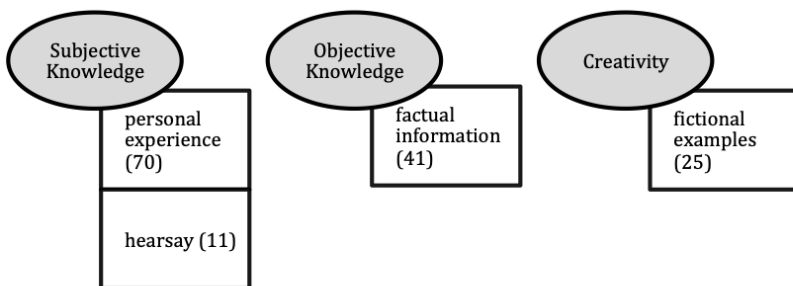 Subjective
Knowledge
personal
experience
(70)
hearsay (11)
Objective
Knowledge
factual
information
(41)
Creativity
fictional
examples
(25)